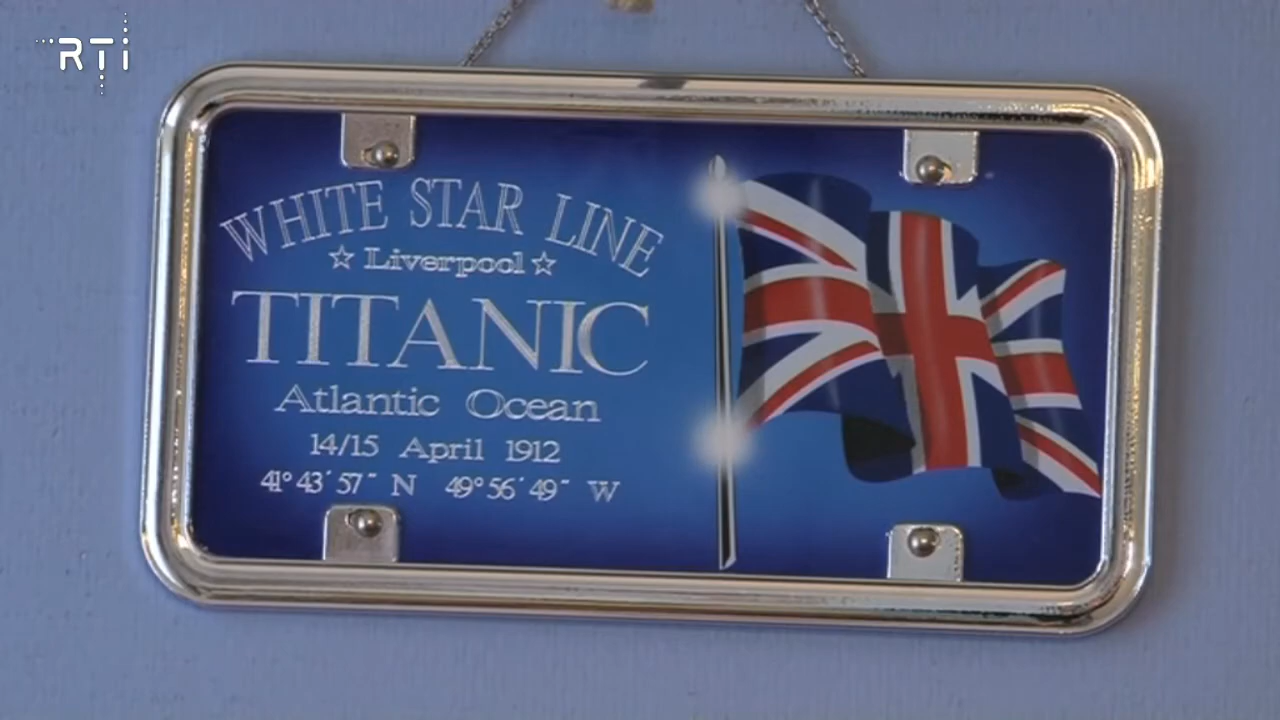 RTI
WHITE STAR LINE
☆ Liverpool ☆
TITANIC
Atlantic Ocean
14/15 April 1912
41° 43' 57" N 49° 56' 49" W